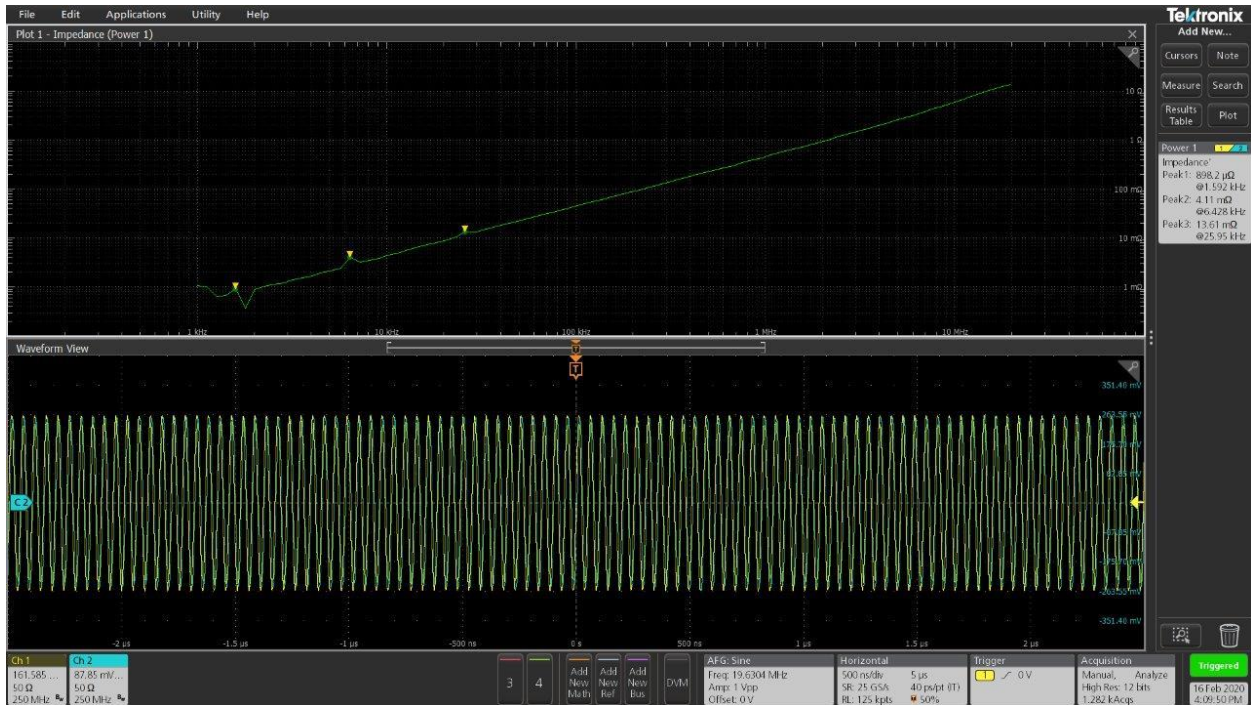 File Edit Applications Utility Help
Tektronix
Plot 1 - Impedance (Power 1)
Add New...
Cursors Note
Measure Search
Results Table Plot
10 Ω
1 Ω
100 mΩ
10 mΩ
1 mΩ
1 kHz 10 kHz 100 kHz 1 MHz 10 MHz
Power 1 1 2
Impedance'
Peak1: 898.2 µΩ
@1.592 kHz
Peak2: 4.11 mΩ
@6.428 kHz
Peak3: 13.61 mΩ
@25.95 kHz
Waveform View
T
T
351.40 mV
263.55 mV
C2
-351.40 mV
-2 µs -1.5 µs -1 µs -500 ns 0 s 500 ns 1 µs 1.5 µs 2 µs
Ch 1
161.585 ...
50 Ω
250 MHz
Ch 2
87.85 mV/...
50 Ω
250 MHz
3
4
Add New Math
Add New Ref
Add New Bus
DVM
AFG: Sine
Freq: 19.6304 MHz
Amp: 1 Vpp
Offset: 0 V
Horizontal
500 ns/div 5 µs
SR: 25 GS/s 40 ps/pt (IT)
RL: 125 kpts 50%
Trigger
1 0 V
Acquisition
Manual, Analyze
High Res: 12 bits
1.282 kAcqs
Triggered
16 Feb 2020
4:09:50 PM